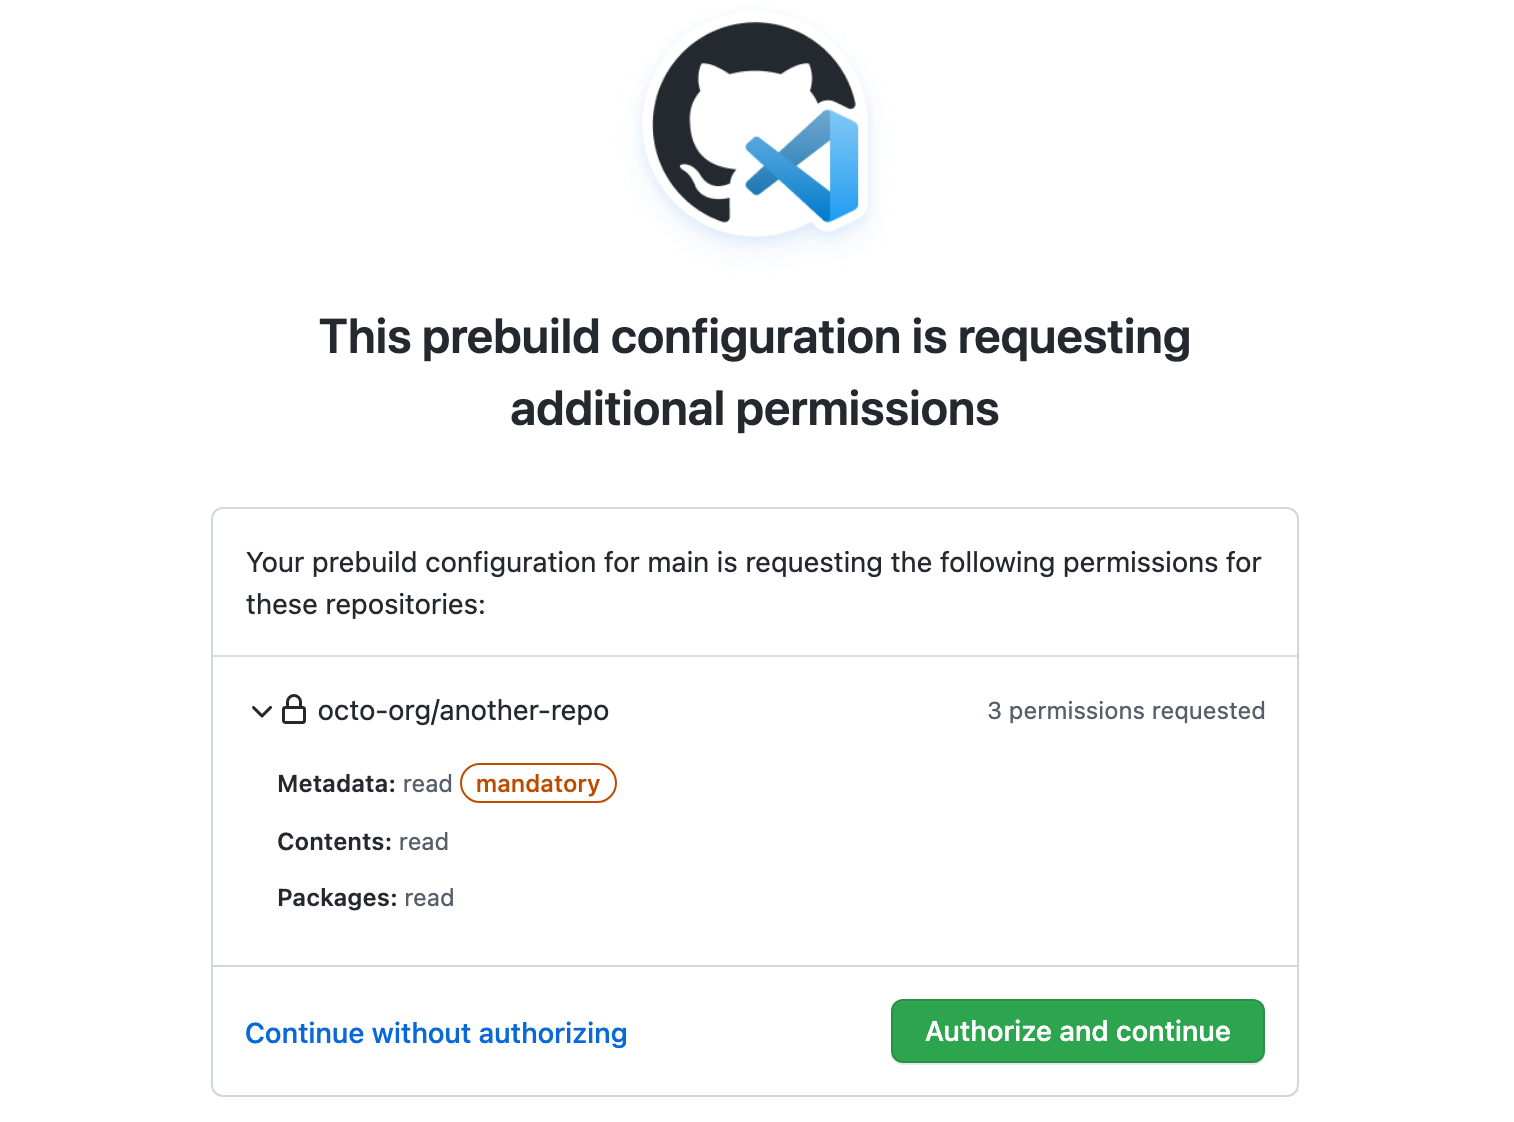 This prebuild configuration is requesting
additional permissions
Your prebuild configuration for main is requesting the following permissions for
these repositories:
octo-org/another-repo 3 permissions requested
Metadata: read mandatory
Contents: read
Packages: read
Continue without authorizing Authorize and continue